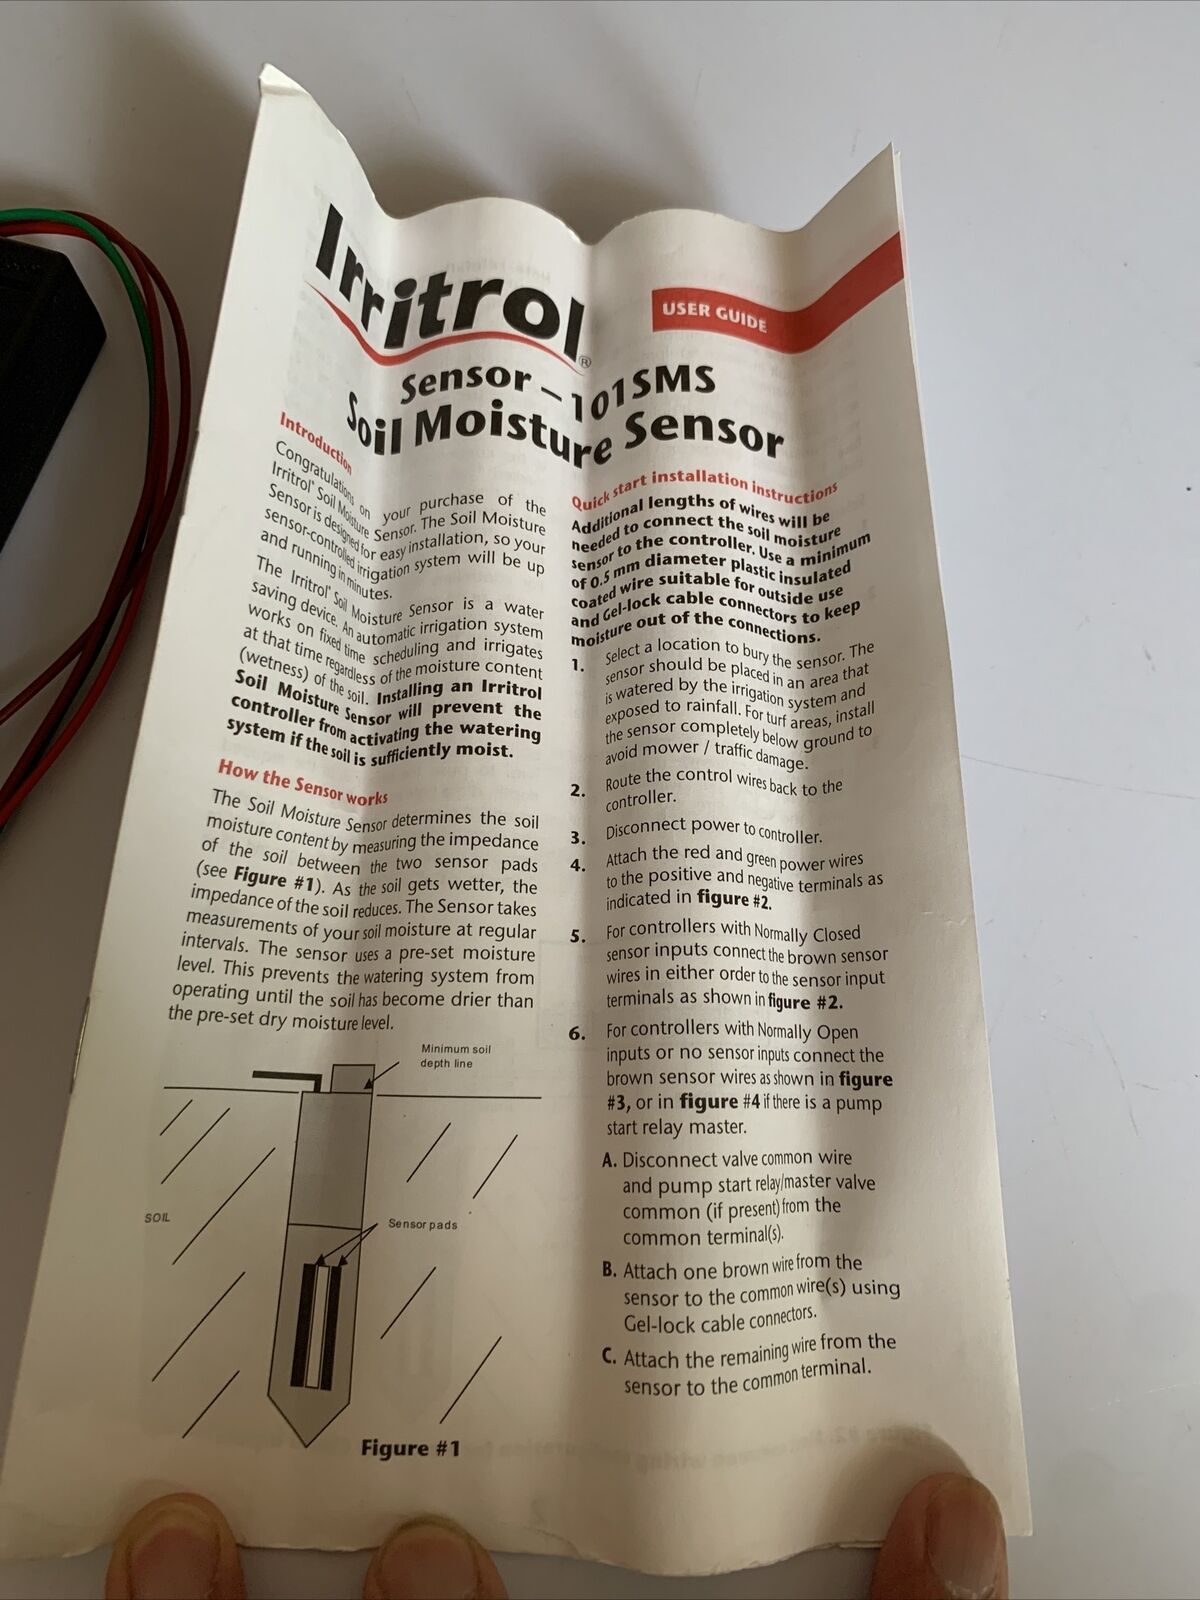 Irritrol®
USER GUIDE
Sensor – 101SMS
Soil Moisture Sensor
Introduction
Congratulations on your purchase of the
Irritrol® Soil Moisture Sensor. The Soil Moisture
Sensor is designed for easy installation, so your
sensor-controlled irrigation system will be up
and running in minutes.
The Irritrol® Soil Moisture Sensor is a water
saving device. An automatic irrigation system
works on fixed time scheduling and irrigates
at that time regardless of the moisture content
(wetness) of the soil. Installing an Irritrol
Soil Moisture Sensor will prevent the
controller from activating the watering
system if the soil is sufficiently moist.
How the Sensor works
The Soil Moisture Sensor determines the soil
moisture content by measuring the impedance
of the soil between the two sensor pads
(see Figure #1). As the soil gets wetter, the
impedance of the soil reduces. The Sensor takes
measurements of your soil moisture at regular
intervals. The sensor uses a pre-set moisture
level. This prevents the watering system from
operating until the soil has become drier than
the pre-set dry moisture level.
Minimum soil
depth line
SOIL
Sensor pads
Figure #1
Quick start installation instructions
Additional lengths of wires will be
needed to connect the soil moisture
sensor to the controller. Use a minimum
of 0.5 mm diameter plastic insulated
coated wire suitable for outside use
and Gel-lock cable connectors to keep
moisture out of the connections.
1. Select a location to bury the sensor. The
sensor should be placed in an area that
is watered by the irrigation system and
exposed to rainfall. For turf areas, install
the sensor completely below ground to
avoid mower / traffic damage.
2. Route the control wires back to the
controller.
3. Disconnect power to controller.
4. Attach the red and green power wires
to the positive and negative terminals as
indicated in figure #2.
5. For controllers with Normally Closed
sensor inputs connect the brown sensor
wires in either order to the sensor input
terminals as shown in figure #2.
6. For controllers with Normally Open
inputs or no sensor inputs connect the
brown sensor wires as shown in figure
#3, or in figure #4 if there is a pump
start relay master.
A. Disconnect valve common wire
and pump start relay/master valve
common (if present) from the
common terminal(s).
B. Attach one brown wire from the
sensor to the common wire(s) using
Gel-lock cable connectors.
C. Attach the remaining wire from the
sensor to the common terminal.